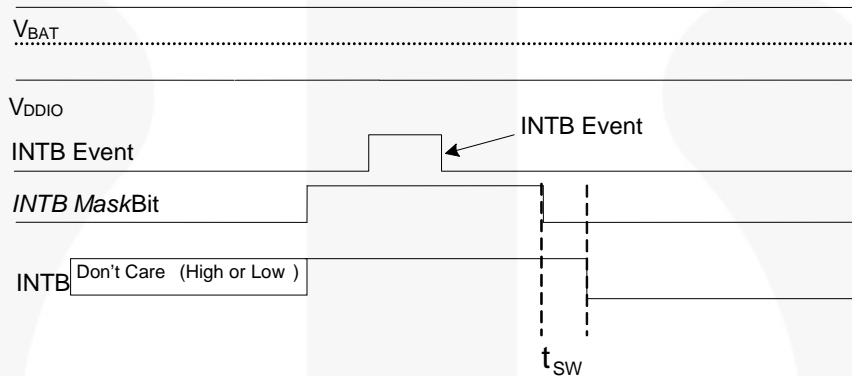 VBAT
VDDIO
INTB Event
INTB Event
INTB MaskBit
INTB
Don't Care (High or Low )
tSW